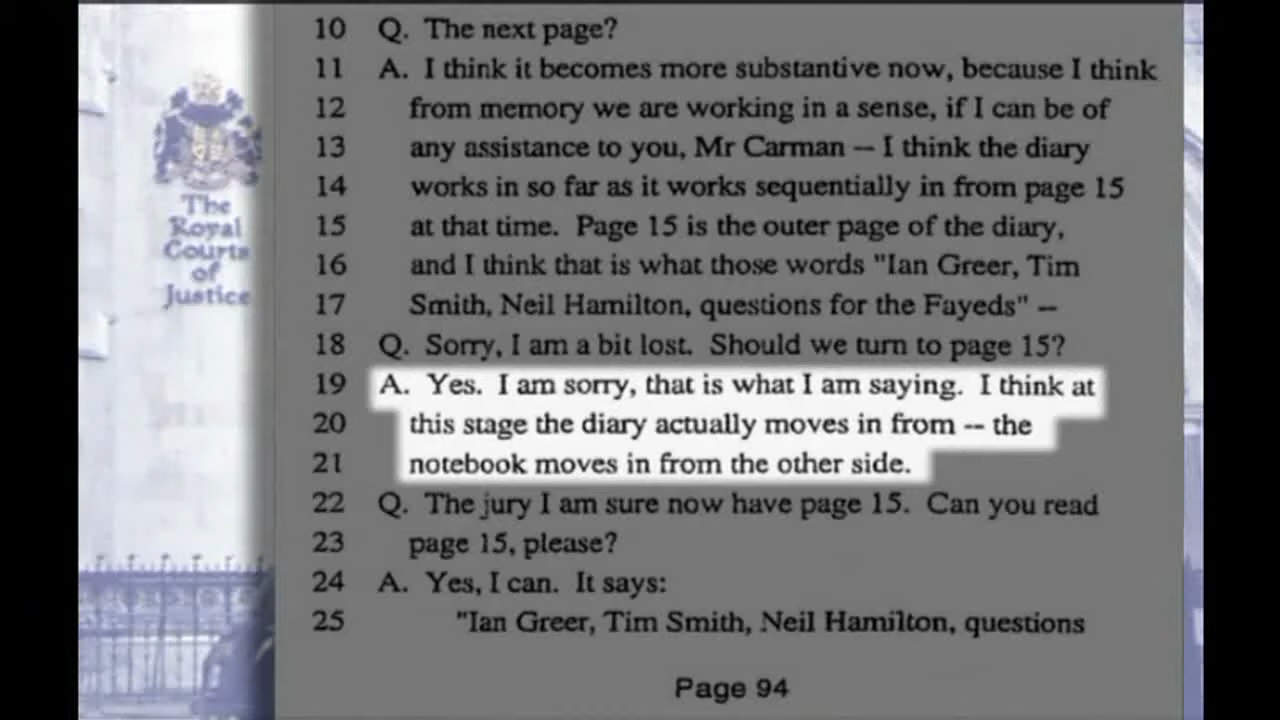 The
Royal
Courts
of
Justice
10 Q. The next page?
11 A. I think it becomes more substantive now, because I think
12 from memory we are working in a sense, if I can be of
13 any assistance to you, Mr Carman -- I think the diary
14 works in so far as it works sequentially in from page 15
15 at that time. Page 15 is the outer page of the diary,
16 and I think that is what those words "Ian Greer, Tim
17 Smith, Neil Hamilton, questions for the Fayeds" --
18 Q. Sorry, I am a bit lost. Should we turn to page 15?
19 A. Yes. I am sorry, that is what I am saying. I think at
20 this stage the diary actually moves in from -- the
21 notebook moves in from the other side.
22 Q. The jury I am sure now have page 15. Can you read
23 page 15, please?
24 A. Yes, I can. It says:
25 "Ian Greer, Tim Smith, Neil Hamilton, questions
Page 94